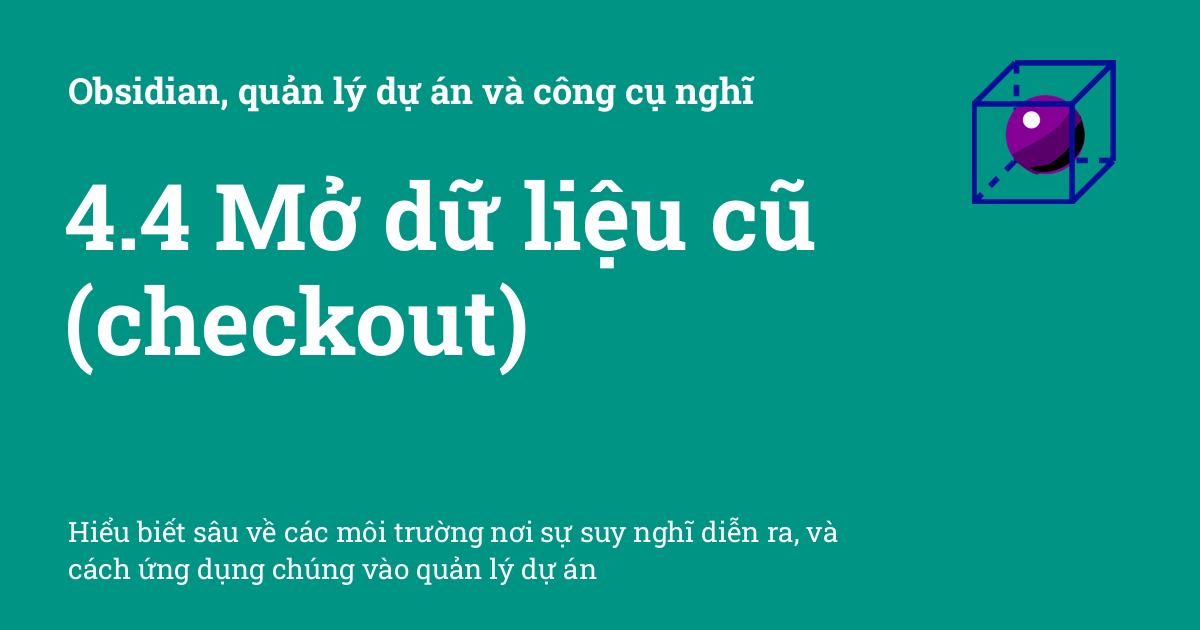 Obsidian, quản lý dự án và công cụ nghĩ
4.4 Mở dữ liệu cũ
(checkout)
Hiểu biết sâu về các môi trường nơi sự suy nghĩ diễn ra, và
cách ứng dụng chúng vào quản lý dự án